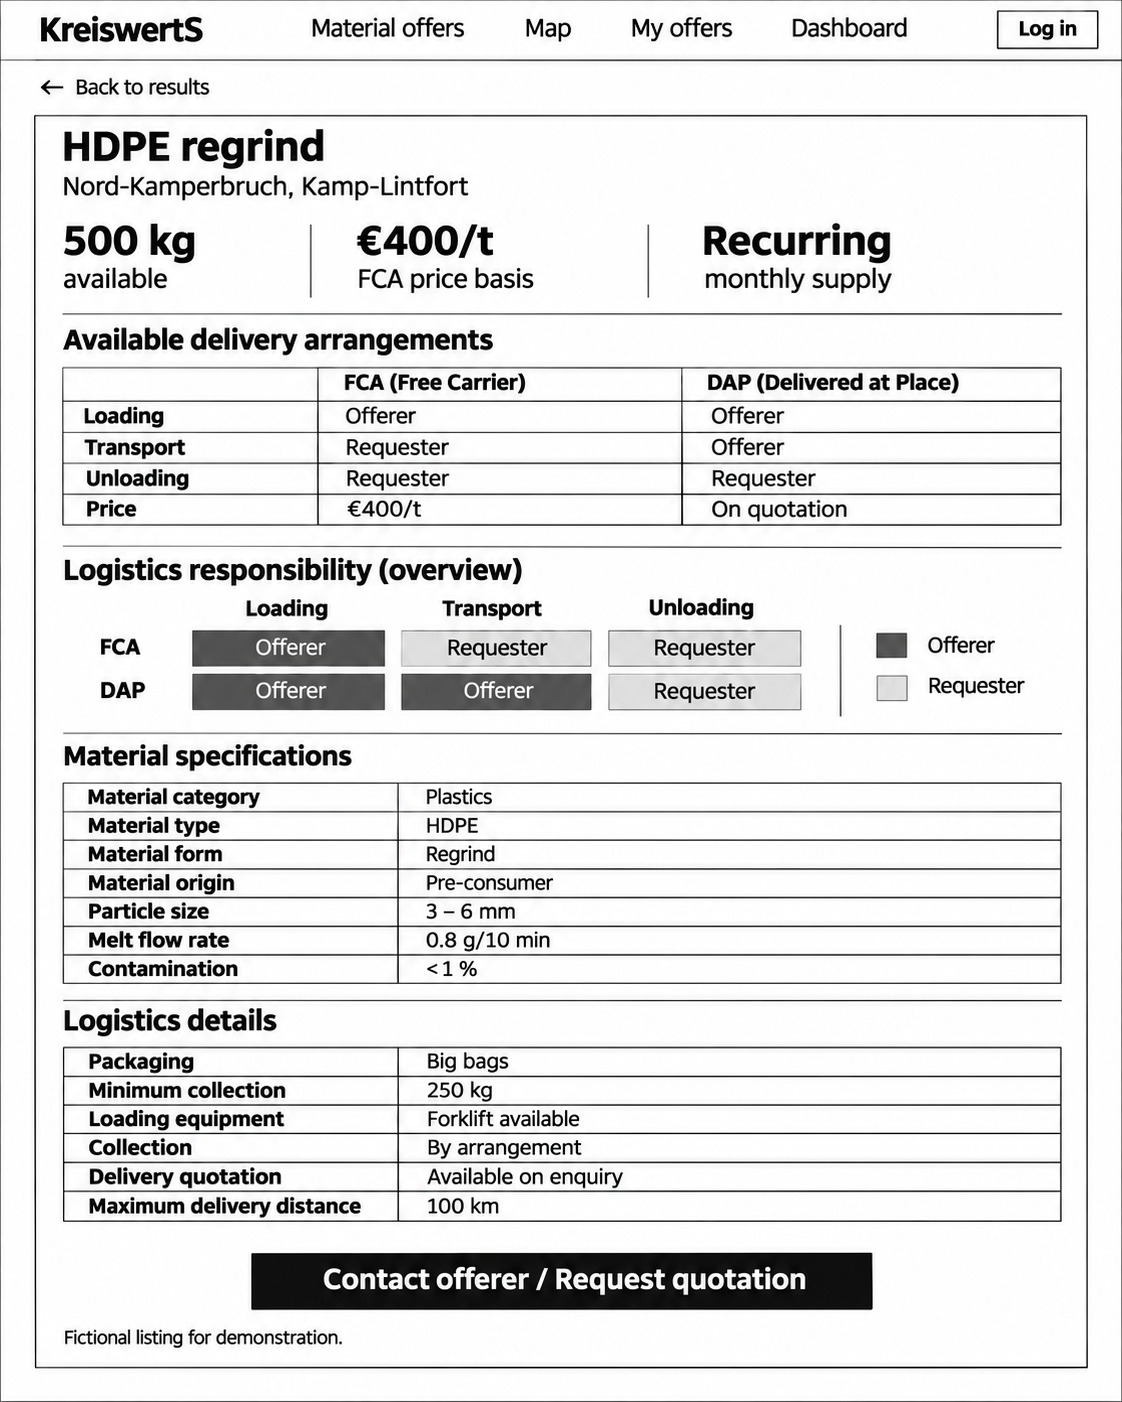 KreiswertS Material offers Map My offers Dashboard Log in
← Back to results
HDPE regrind
Nord-Kamperbruch, Kamp-Lintfort
500 kg €400/t Recurring
available FCA price basis monthly supply
Available delivery arrangements
FCA (Free Carrier) DAP (Delivered at Place)
Loading Offerer Offerer
Transport Requester Offerer
Unloading Requester Requester
Price €400/t On quotation
Logistics responsibility (overview)
Loading Transport Unloading
FCA Offerer Requester Requester Offerer
DAP Offerer Offerer Requester Requester
Material specifications
Material category Plastics
Material type HDPE
Material form Regrind
Material origin Pre-consumer
Particle size 3 – 6 mm
Melt flow rate 0.8 g/10 min
Contamination < 1 %
Logistics details
Packaging Big bags
Minimum collection 250 kg
Loading equipment Forklift available
Collection By arrangement
Delivery quotation Available on enquiry
Maximum delivery distance 100 km
Contact offerer / Request quotation
Fictional listing for demonstration.